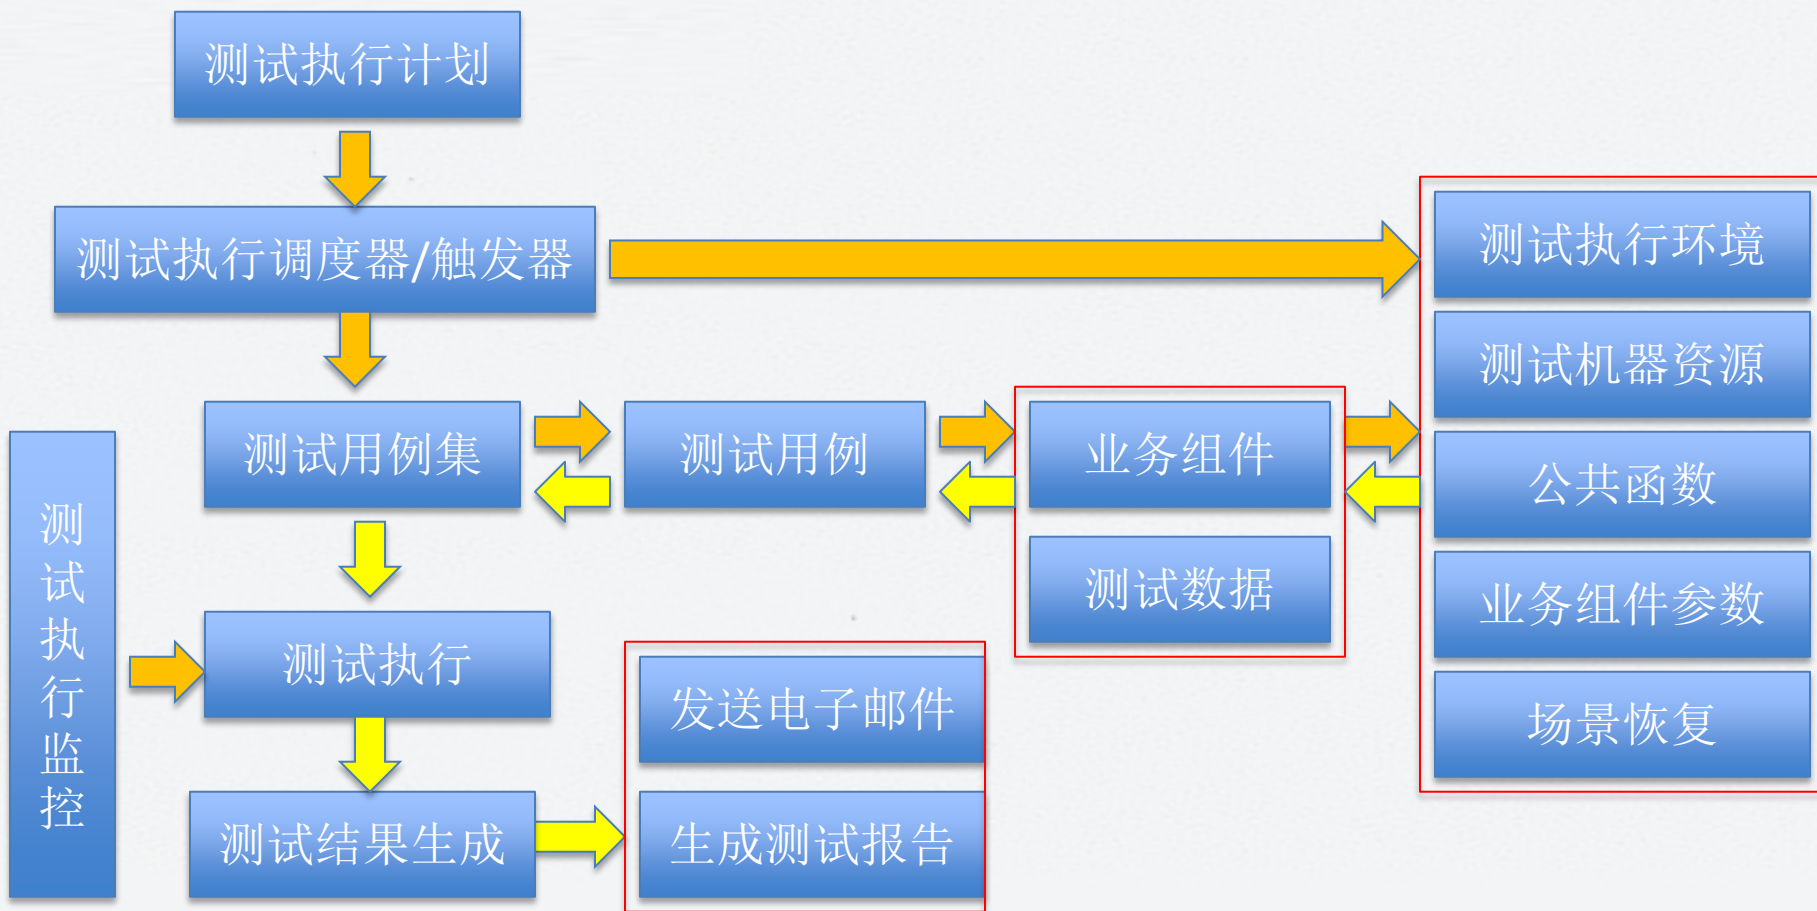 测试执行计划
测试执行调度器/触发器
测试执行环境
测试机器资源
测试用例集
测试用例
业务组件
公共函数
测试数据
业务组件参数
测试执行监控
测试执行
发送电子邮件
场景恢复
测试结果生成
生成测试报告